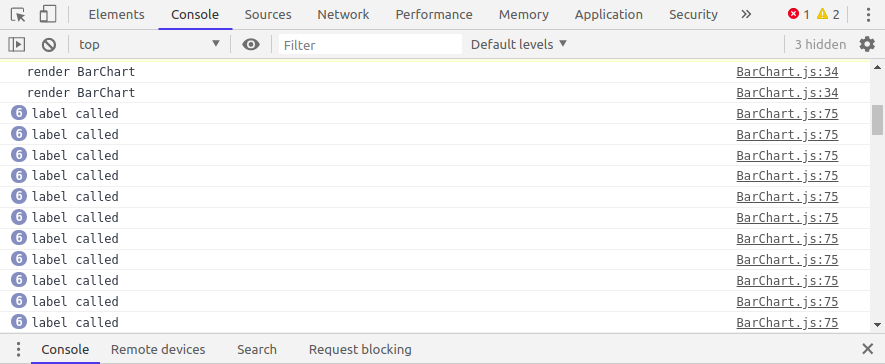 Elements Console Sources Network Performance Memory Application Security » 1 2
top Filter Default levels 3 hidden
render BarChart BarChart.js:34
render BarChart BarChart.js:34
6 label called BarChart.js:75
6 label called BarChart.js:75
6 label called BarChart.js:75
6 label called BarChart.js:75
6 label called BarChart.js:75
6 label called BarChart.js:75
6 label called BarChart.js:75
6 label called BarChart.js:75
6 label called BarChart.js:75
6 label called BarChart.js:75
6 label called BarChart.js:75
Console Remote devices Search Request blocking